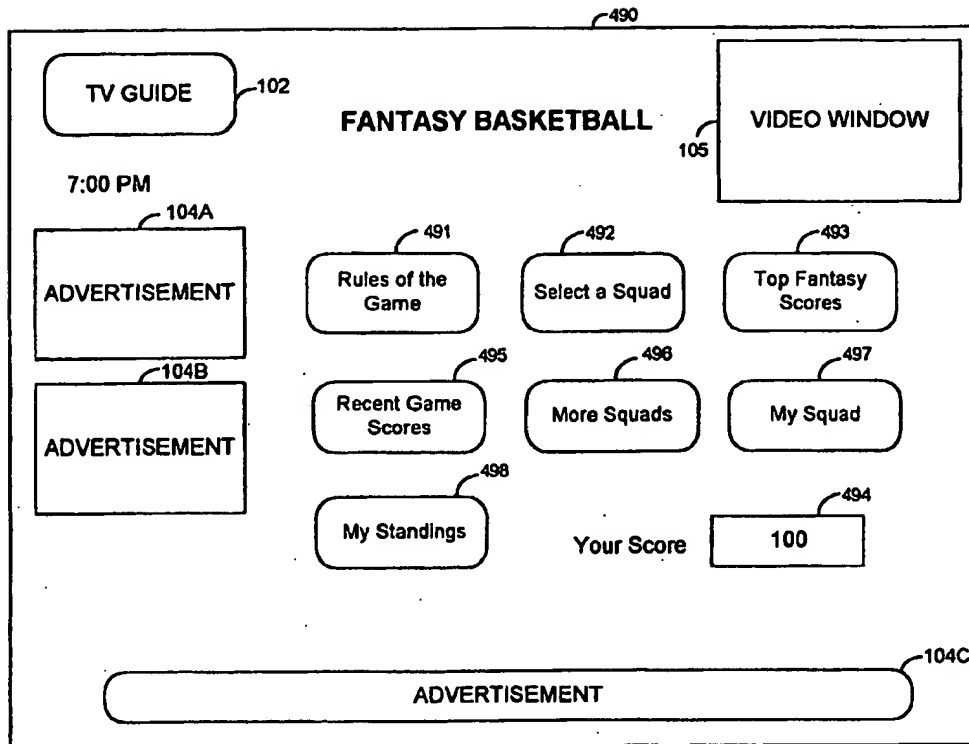 490
TV GUIDE
102
FANTASY BASKETBALL
VIDEO WINDOW
105
7:00 PM
104A
ADVERTISEMENT
104B
ADVERTISEMENT
491
Rules of the
Game
492
Select a Squad
493
Top Fantasy
Scores
495
Recent Game
Scores
496
More Squads
497
My Squad
498
My Standings
Your Score
494
100
104C
ADVERTISEMENT